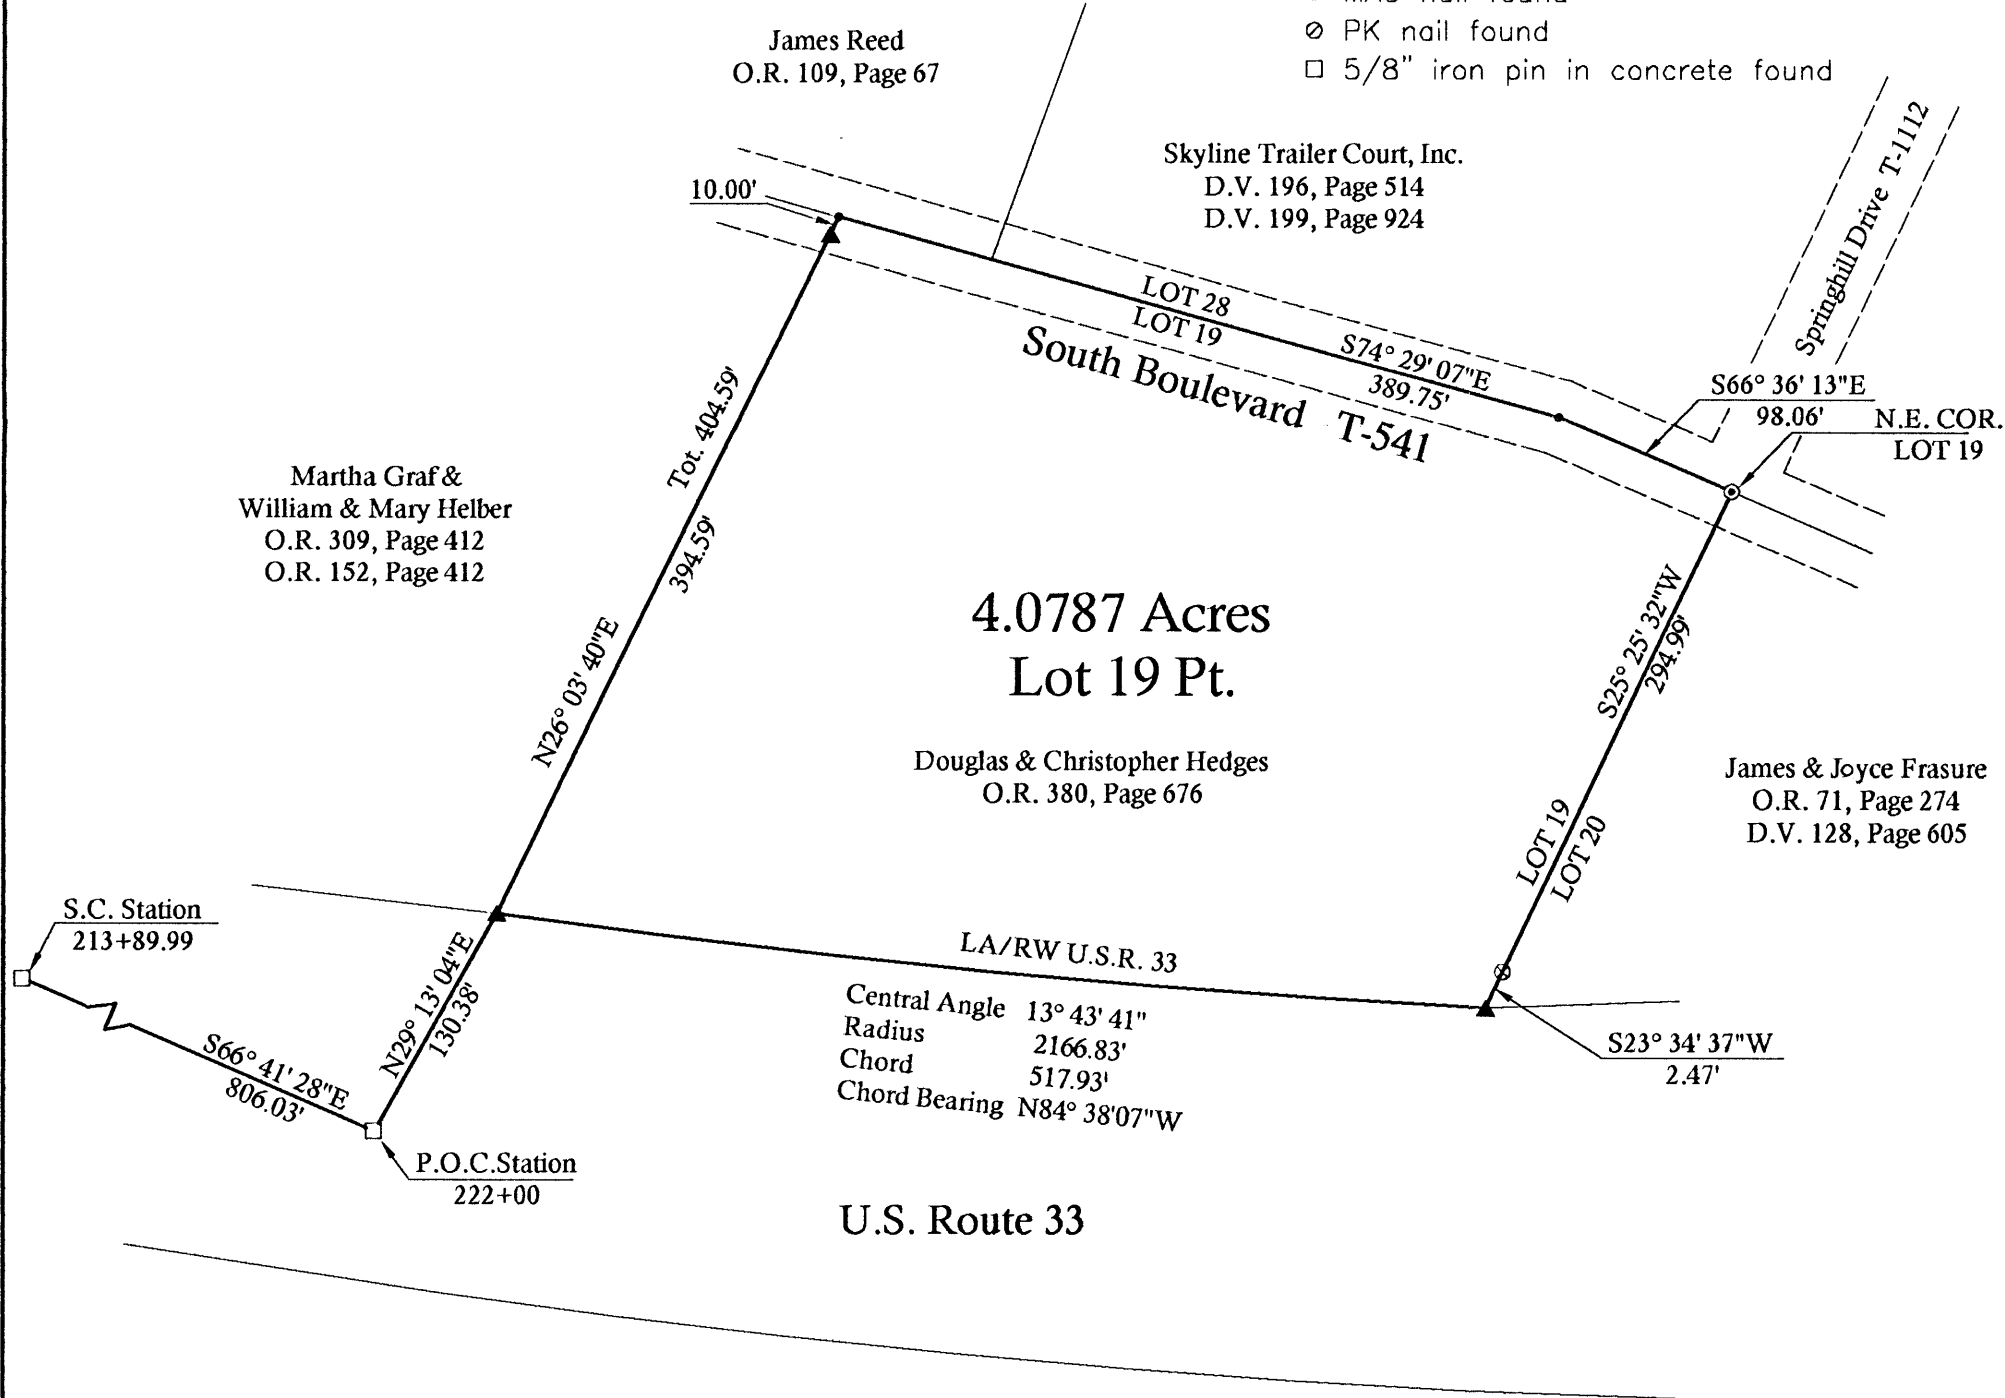 James Reed
O.R. 109, Page 67
nail found
PK nail found
5/8" iron pin in concrete found
Springhill Drive T-1112
Skyline Trailer Court, Inc.
D.V. 196, Page 514
D.V. 199, Page 924
10.00'
LOT 28
LOT 19
S74° 29' 07"E
389.75'
South Boulevard T-541
S66° 36' 13"E
98.06'
N.E. COR.
LOT 19
Tot. 404.59'
394.59'
N26° 03' 40"E
Martha Graf &
William & Mary Helber
O.R. 309, Page 412
O.R. 152, Page 412
4.0787 Acres
Lot 19 Pt.
Douglas & Christopher Hedges
O.R. 380, Page 676
S25° 25' 32"W
294.99'
LOT 19
LOT 20
James & Joyce Frasure
O.R. 71, Page 274
D.V. 128, Page 605
S.C. Station
213+89.99
N29° 13' 04"E
130.38'
S66° 41' 28"E
806.03'
P.O.C.Station
222+00
LA/RW U.S.R. 33
Central Angle 13° 43' 41"
Radius 2166.83'
Chord 517.93'
Chord Bearing N84° 38'07"W
S23° 34' 37"W
2.47'
U.S. Route 33